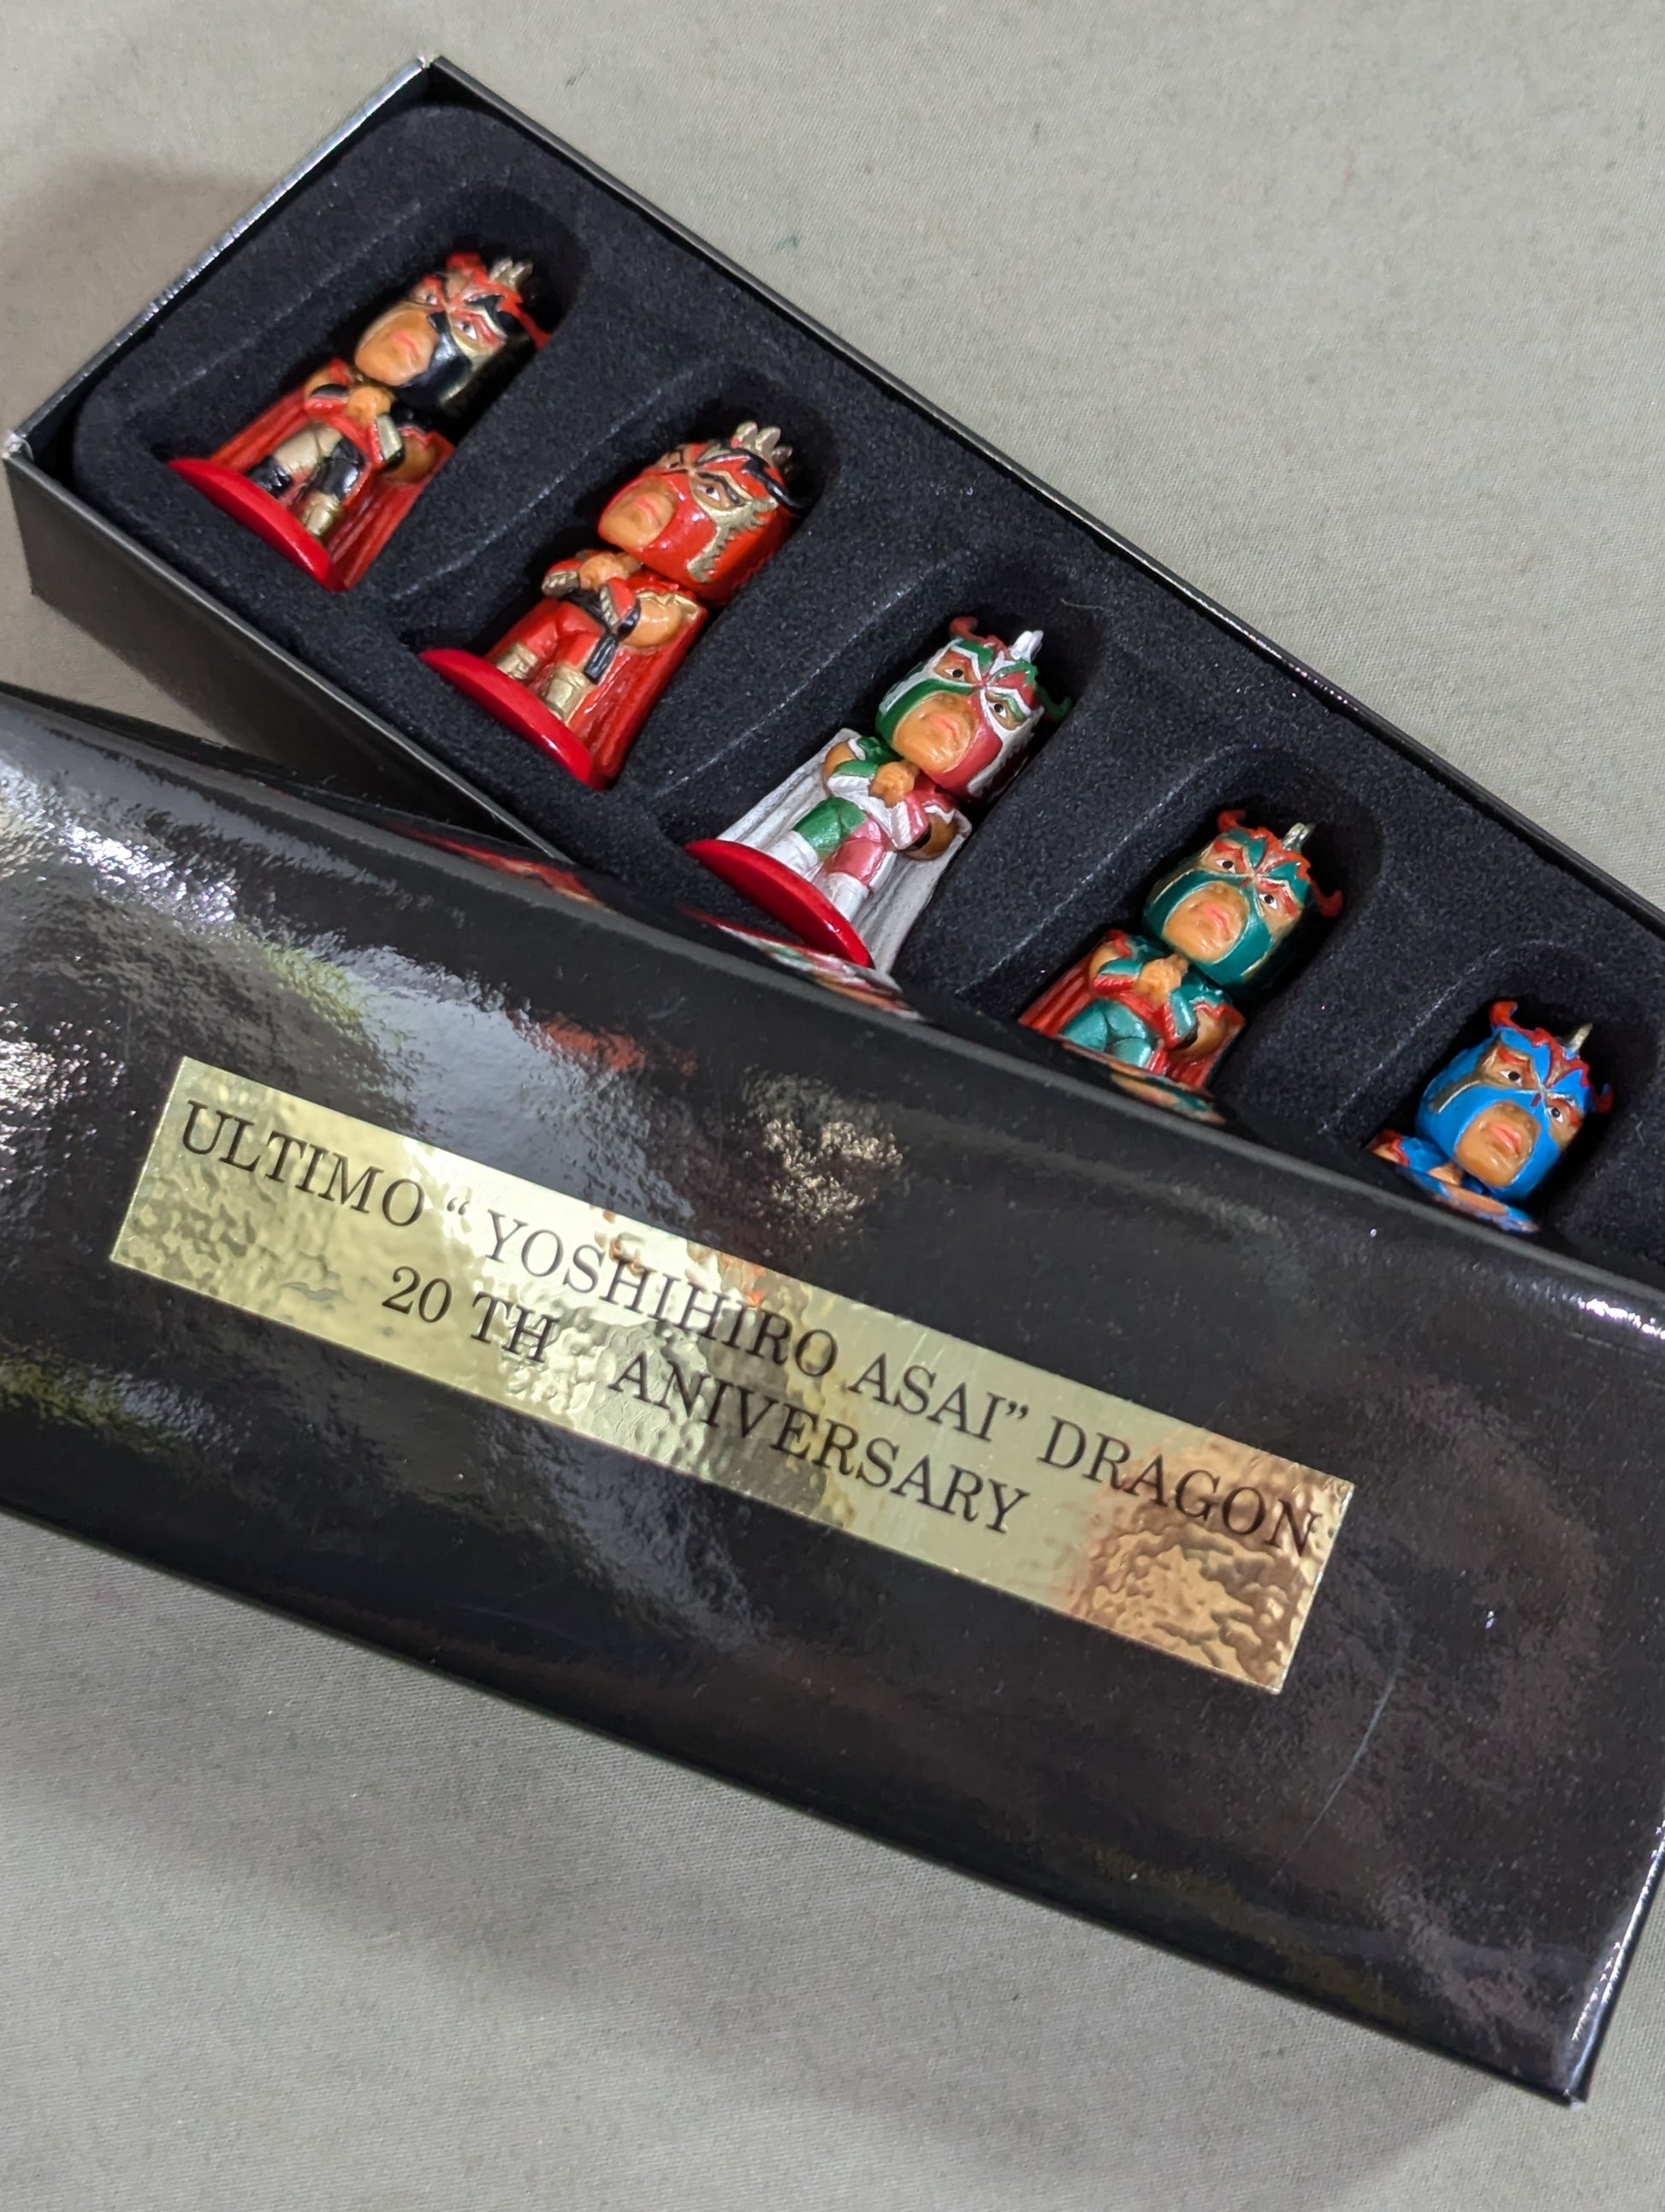 ULTIMO “ YOSHIHIRO ASAI” DRAGON
20 TH ANIVERSARY